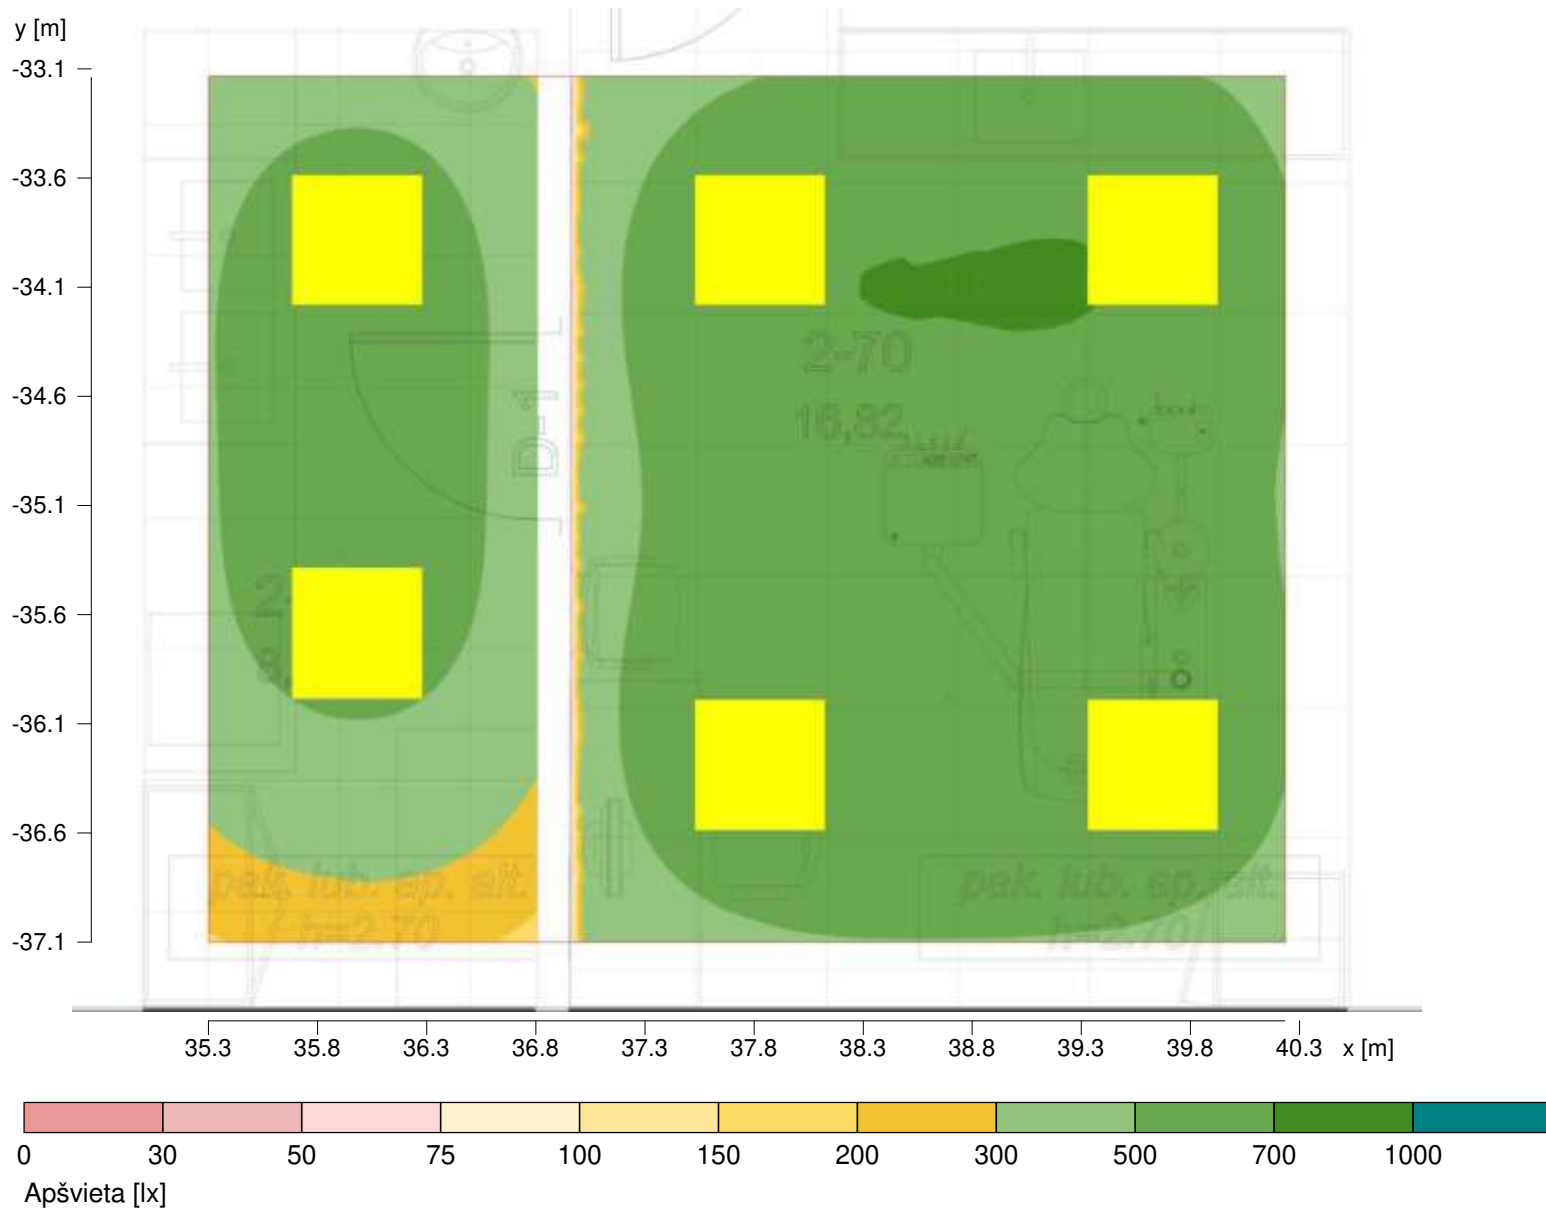 y [m]
-33.1
-33.6
-34.1
-34.6
-35.1
-35.6
-36.1
-36.6
-37.1
2-70
16,82
D-1
pak. lub. ap. alt.
h=2.70
pak. lub. ap. alt.
h=2.70
35.3 35.8 36.3 36.8 37.3 37.8 38.3 38.8 39.3 39.8 40.3 x [m]
0 30 50 75 100 150 200 300 500 700 1000
Apšvieta [lx]